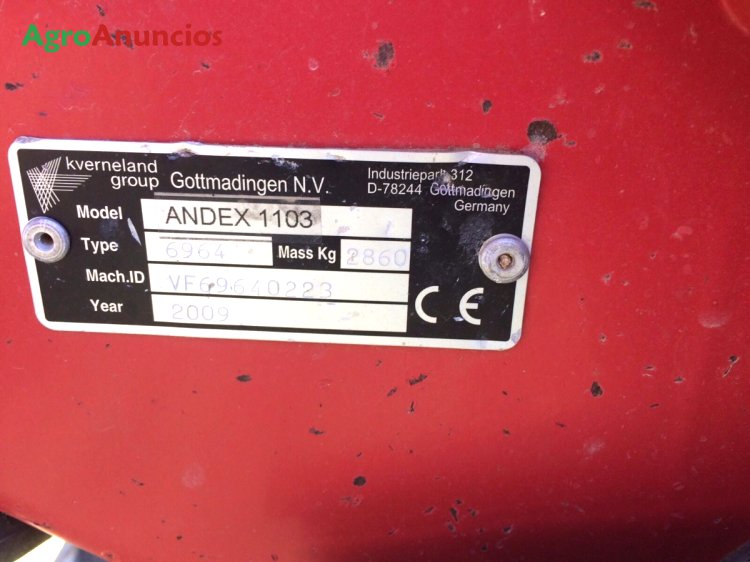 AgroAnuncios
kverneland group Gottmadingen N.V.
Industriepark 312
D-78244 Gottmadingen
Germany
Model ANDEX 1103
Type 6964 Mass Kg 2860
Mach.ID VF69640223
Year 2009
CE